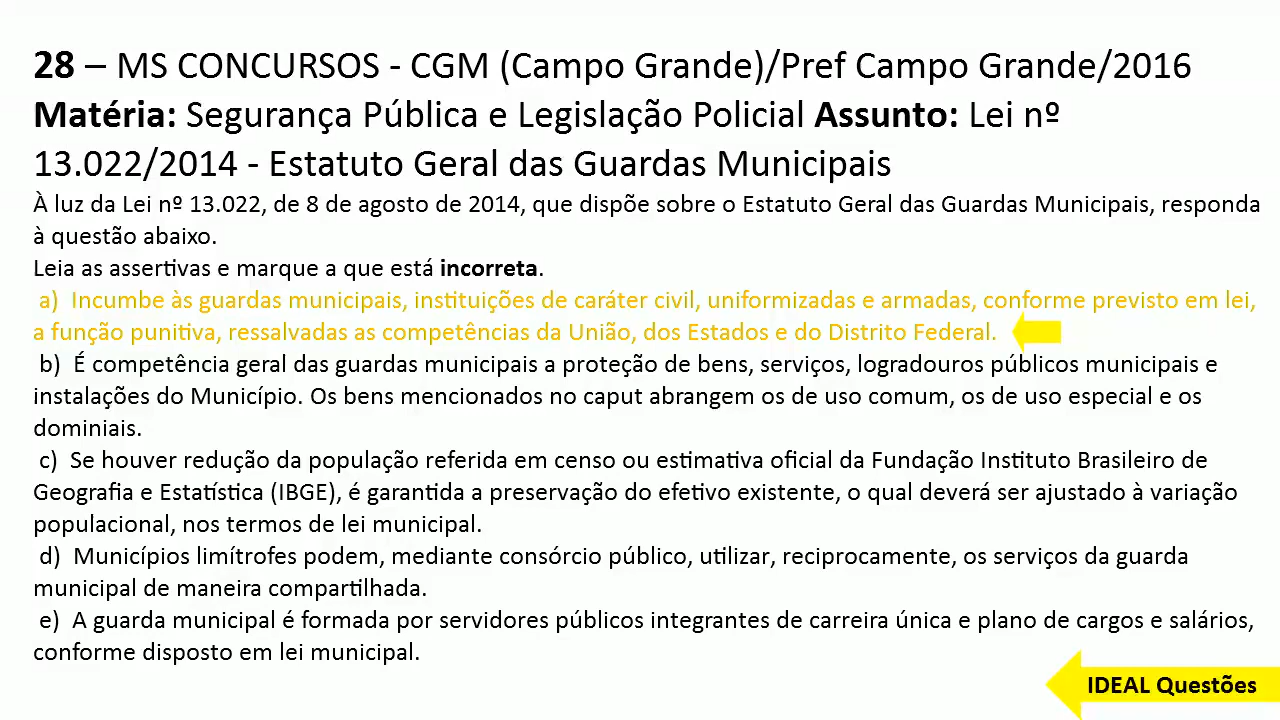 28 – MS CONCURSOS - CGM (Campo Grande)/Pref Campo Grande/2016
Matéria: Segurança Pública e Legislação Policial Assunto: Lei nº
13.022/2014 - Estatuto Geral das Guardas Municipais
À luz da Lei nº 13.022, de 8 de agosto de 2014, que dispõe sobre o Estatuto Geral das Guardas Municipais, responda
à questão abaixo.
Leia as assertivas e marque a que está incorreta.
a) Incumbe às guardas municipais, instituições de caráter civil, uniformizadas e armadas, conforme previsto em lei,
a função punitiva, ressalvadas as competências da União, dos Estados e do Distrito Federal.
b) É competência geral das guardas municipais a proteção de bens, serviços, logradouros públicos municipais e
instalações do Município. Os bens mencionados no caput abrangem os de uso comum, os de uso especial e os
dominiais.
c) Se houver redução da população referida em censo ou estimativa oficial da Fundação Instituto Brasileiro de
Geografia e Estatística (IBGE), é garantida a preservação do efetivo existente, o qual deverá ser ajustado à variação
populacional, nos termos de lei municipal.
d) Municípios limítrofes podem, mediante consórcio público, utilizar, reciprocamente, os serviços da guarda
municipal de maneira compartilhada.
e) A guarda municipal é formada por servidores públicos integrantes de carreira única e plano de cargos e salários,
conforme disposto em lei municipal.
IDEAL Questões